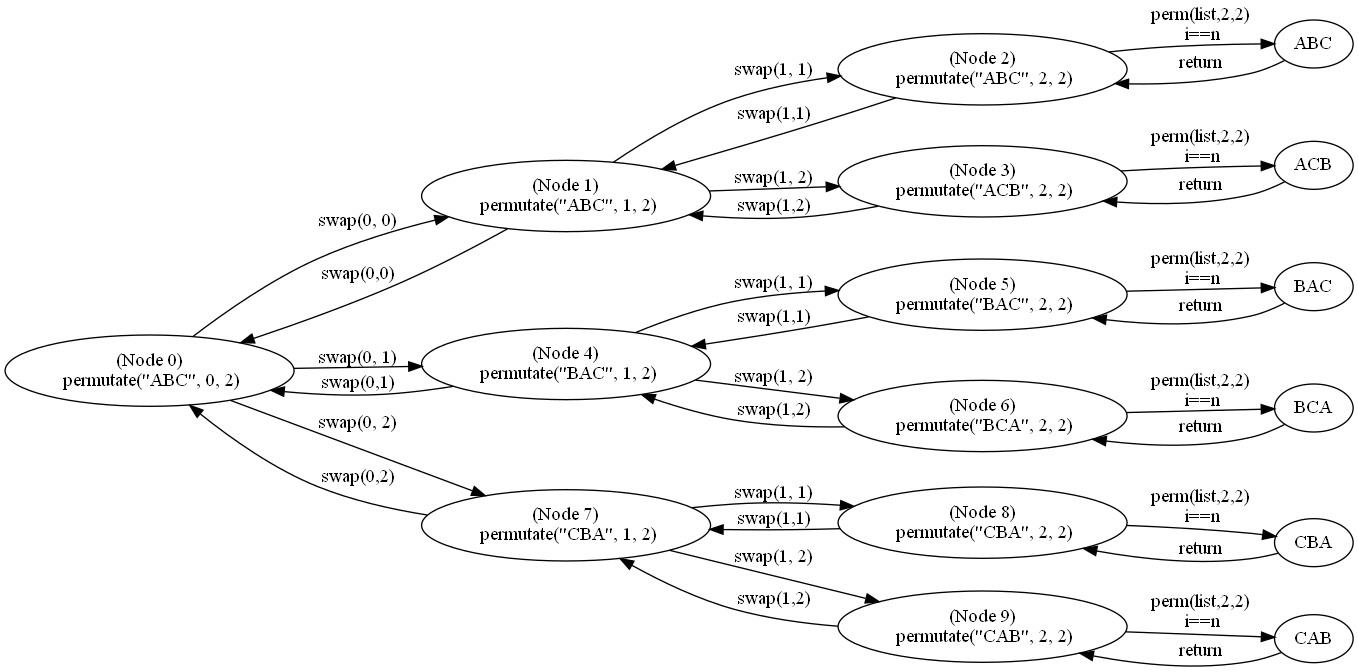 perm(list,2,2)
i==n
return
ABC
(Node 2)
permutate("ABC", 2, 2)
swap(1, 1)
swap(1,1)
perm(list,2,2)
i==n
return
ACB
(Node 3)
permutate("ACB", 2, 2)
swap(1, 2)
swap(1,2)
(Node 1)
permutate("ABC", 1, 2)
swap(0, 0)
swap(0,0)
perm(list,2,2)
i==n
return
BAC
(Node 5)
permutate("BAC", 2, 2)
swap(1, 1)
swap(1,1)
(Node 0)
permutate("ABC", 0, 2)
swap(0, 1)
swap(0,1)
(Node 4)
permutate("BAC", 1, 2)
swap(1, 2)
swap(1,2)
(Node 6)
permutate("BCA", 2, 2)
perm(list,2,2)
i==n
return
BCA
swap(0, 2)
swap(0,2)
(Node 7)
permutate("CBA", 1, 2)
swap(1, 1)
swap(1,1)
(Node 8)
permutate("CBA", 2, 2)
perm(list,2,2)
i==n
return
CBA
swap(1, 2)
swap(1,2)
(Node 9)
permutate("CAB", 2, 2)
perm(list,2,2)
i==n
return
CAB